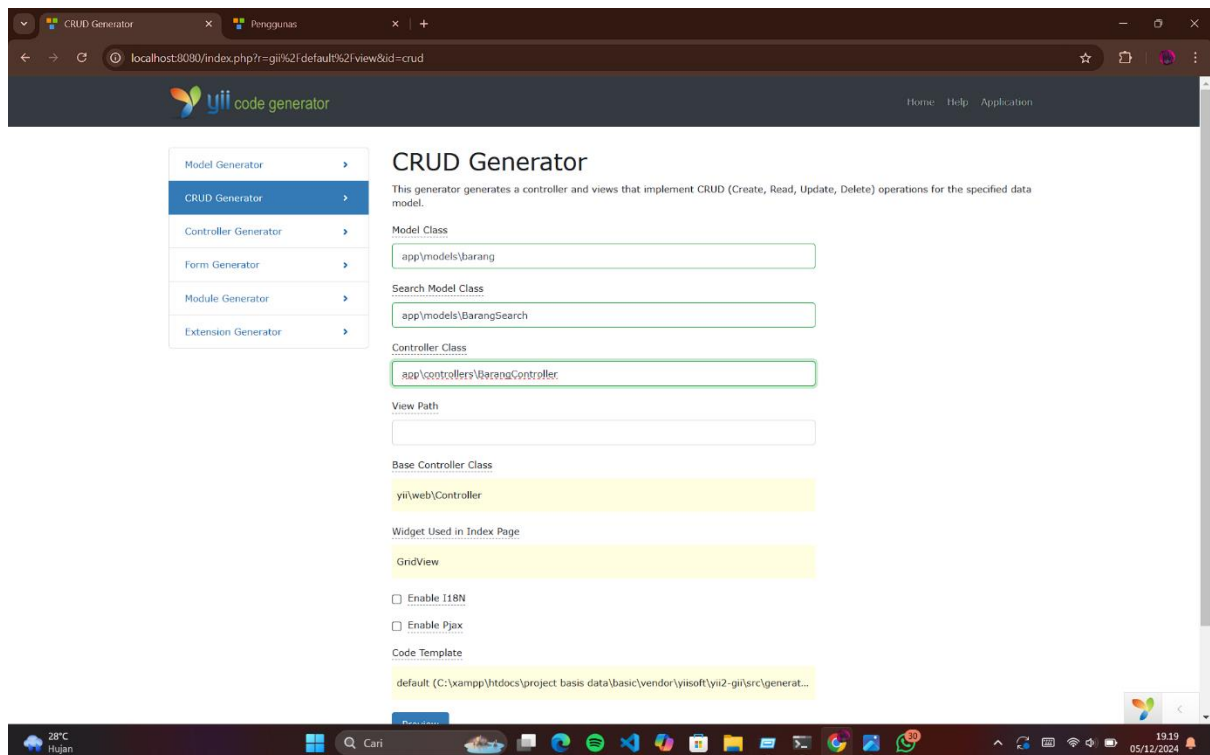 CRUD Generator
Penggunas
localhost:8080/index.php?r=gii%2Fdefault%2Fview&id=crud
yii code generator
Home Help Application
Model Generator
CRUD Generator
Controller Generator
Form Generator
Module Generator
Extension Generator
CRUD Generator
This generator generates a controller and views that implement CRUD (Create, Read, Update, Delete) operations for the specified data
model.
Model Class
app\models\barang
Search Model Class
app\models\BarangSearch
Controller Class
app\controllers\BarangController
View Path
Base Controller Class
yii\web\Controller
Widget Used in Index Page
GridView
Enable I18N
Enable Pjax
Code Template
default (C:\xampp\htdocs\project basis data\basic\vendor\yiisoft\yii2-gii\src\generat...
Preview
28°C
Hujan
Cari
30
19.19
05/12/2024